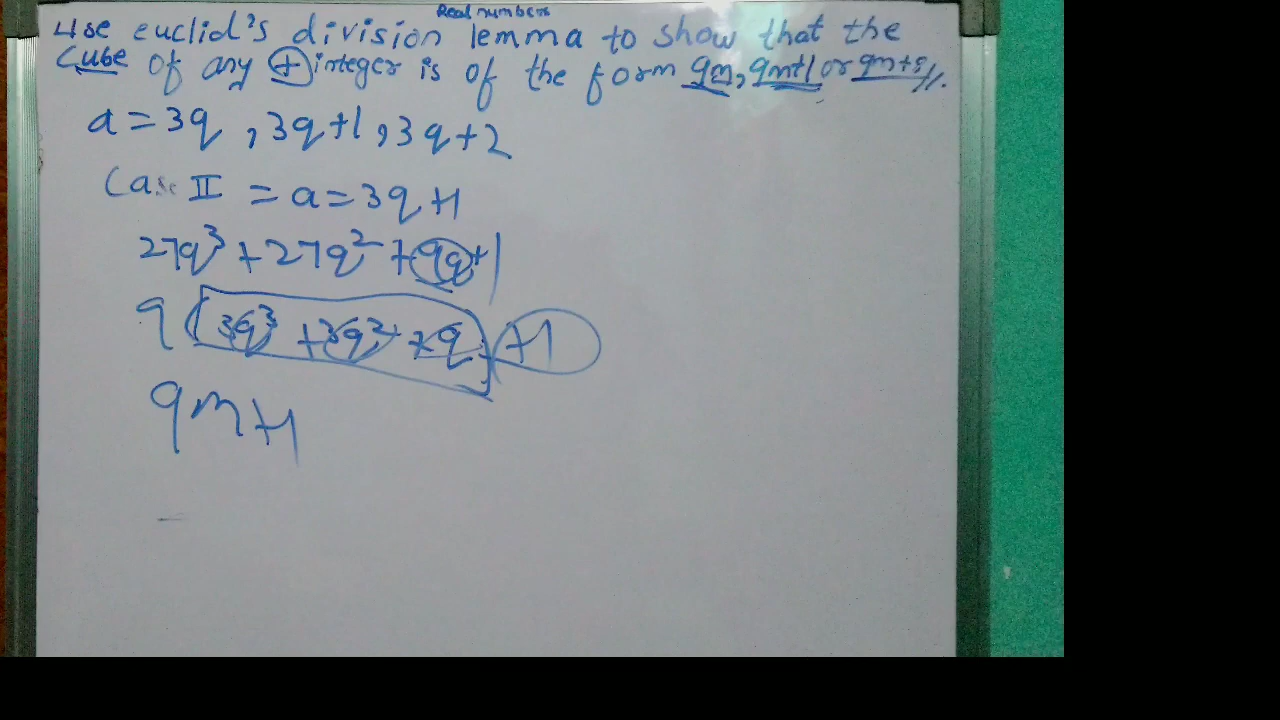 Real numbers
Use euclid's division lemma to show that the
cube of any + integer is of the form 9m, 9m+1 or 9m+8//.
a = 3q , 3q+1 , 3q+2
Case II = a = 3q+1
27q³ + 27q² + 9q + 1
9(3q³ + 3q² + q) + 1
9m+1